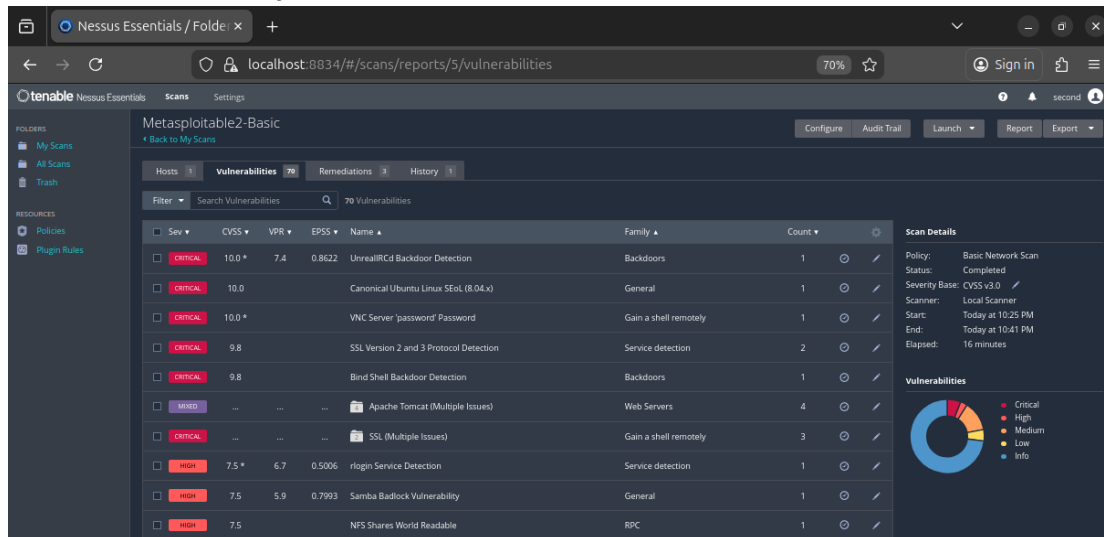 Nessus Essentials / Folder
localhost:8834/#/scans/reports/5/vulnerabilities
70%
Sign in
tenable Nessus Essentials
Scans
Settings
second
FOLDERS
My Scans
All Scans
Trash
RESOURCES
Policies
Plugin Rules
Metasploitable2-Basic
Back to My Scans
Configure
Audit Trail
Launch
Report
Export
Hosts 1
Vulnerabilities 70
Remediations 3
History 1
Filter
Search Vulnerabilities
70 Vulnerabilities
Sev CVSS VPR EPSS Name Family Count
CRITICAL 10.0 * 7.4 0.8622 UnrealIRCd Backdoor Detection Backdoors 1
CRITICAL 10.0 Canonical Ubuntu Linux SEoL (8.04.x) General 1
CRITICAL 10.0 * VNC Server 'password' Password Gain a shell remotely 1
CRITICAL 9.8 SSL Version 2 and 3 Protocol Detection Service detection 2
CRITICAL 9.8 Bind Shell Backdoor Detection Backdoors 1
MIXED ... ... ... 4 Apache Tomcat (Multiple Issues) Web Servers 4
CRITICAL ... ... ... 2 SSL (Multiple Issues) Gain a shell remotely 3
HIGH 7.5 * 6.7 0.5006 rlogin Service Detection Service detection 1
HIGH 7.5 5.9 0.7993 Samba Badlock Vulnerability General 1
HIGH 7.5 NFS Shares World Readable RPC 1
Scan Details
Policy: Basic Network Scan
Status: Completed
Severity Base: CVSS v3.0
Scanner: Local Scanner
Start: Today at 10:25 PM
End: Today at 10:41 PM
Elapsed: 16 minutes
Vulnerabilities
Critical
High
Medium
Low
Info